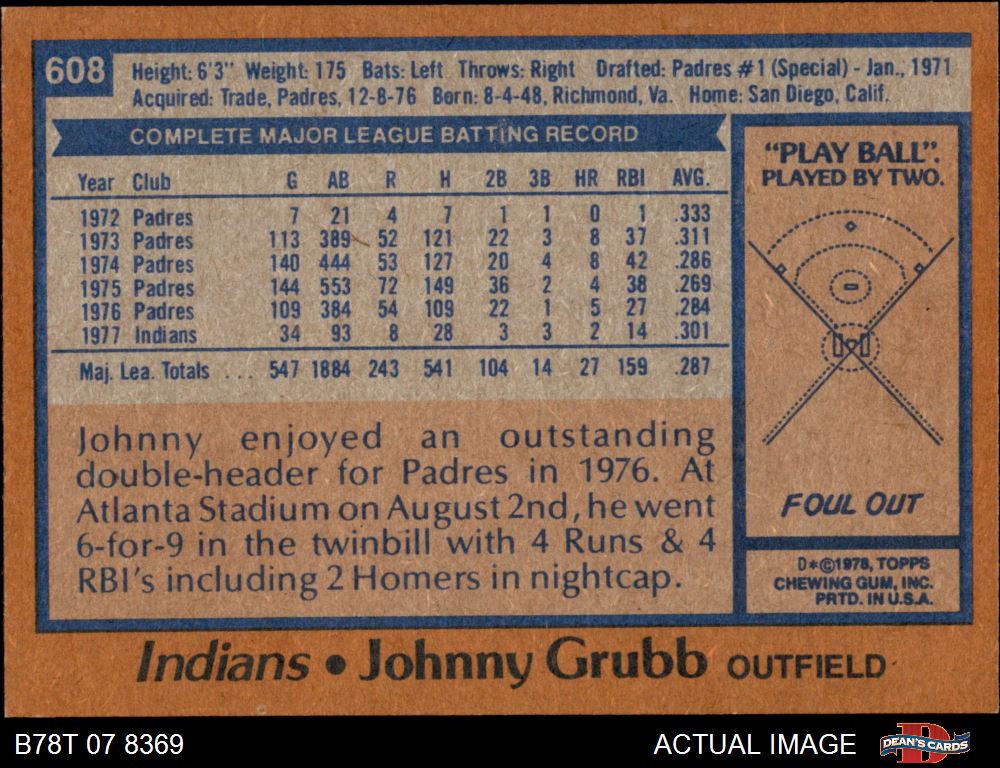 608
Height: 6'3" Weight: 175 Bats: Left Throws: Right Drafted: Padres #1 (Special) - Jan., 1971
Acquired: Trade, Padres, 12-8-76 Born: 8-4-48, Richmond, Va. Home: San Diego, Calif.
COMPLETE MAJOR LEAGUE BATTING RECORD
Year Club G AB R H 2B 3B HR RBI AVG.
1972 Padres 7 21 4 7 1 1 0 1 .333
1973 Padres 113 389 52 121 22 3 8 37 .311
1974 Padres 140 444 53 127 20 4 8 42 .286
1975 Padres 144 553 72 149 36 2 4 38 .269
1976 Padres 109 384 54 109 22 1 5 27 .284
1977 Indians 34 93 8 28 3 3 2 14 .301
Maj. Lea. Totals ... 547 1884 243 541 104 14 27 159 .287
Johnny enjoyed an outstanding
double-header for Padres in 1976. At
Atlanta Stadium on August 2nd, he went
6-for-9 in the twinbill with 4 Runs & 4
RBI's including 2 Homers in nightcap.
"PLAY BALL".
PLAYED BY TWO.
FOUL OUT
D*©1978, TOPPS
CHEWING GUM, INC.
PRTD. IN U.S.A.
Indians • Johnny Grubb OUTFIELD
B78T 07 8369
ACTUAL IMAGE
DEAN'S CARDS